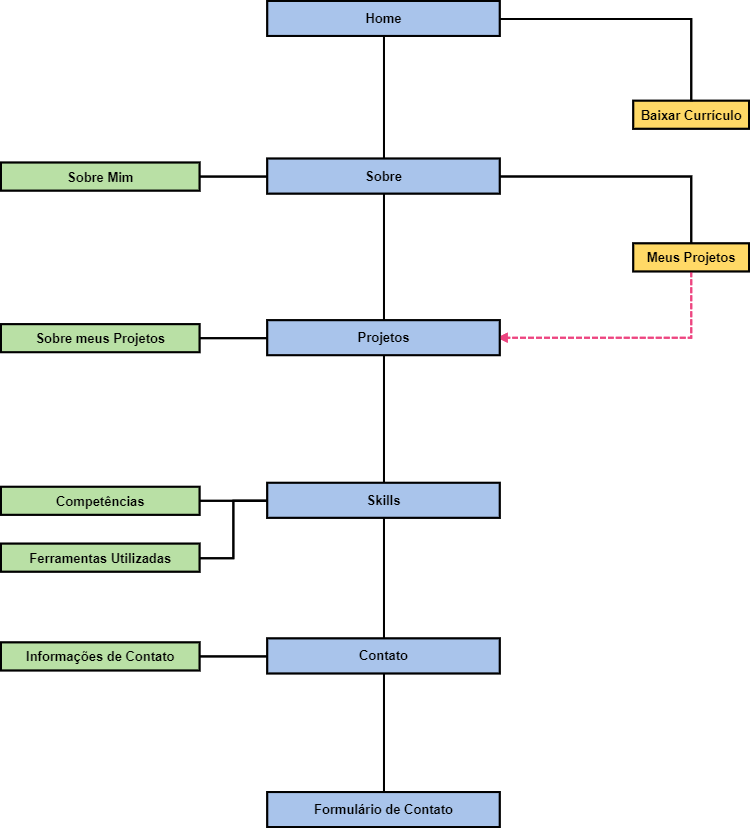 Home
Baixar Currículo
Sobre Mim
Sobre
Meus Projetos
Sobre meus Projetos
Projetos
Competências
Skills
Ferramentas Utilizadas
Informações de Contato
Contato
Formulário de Contato